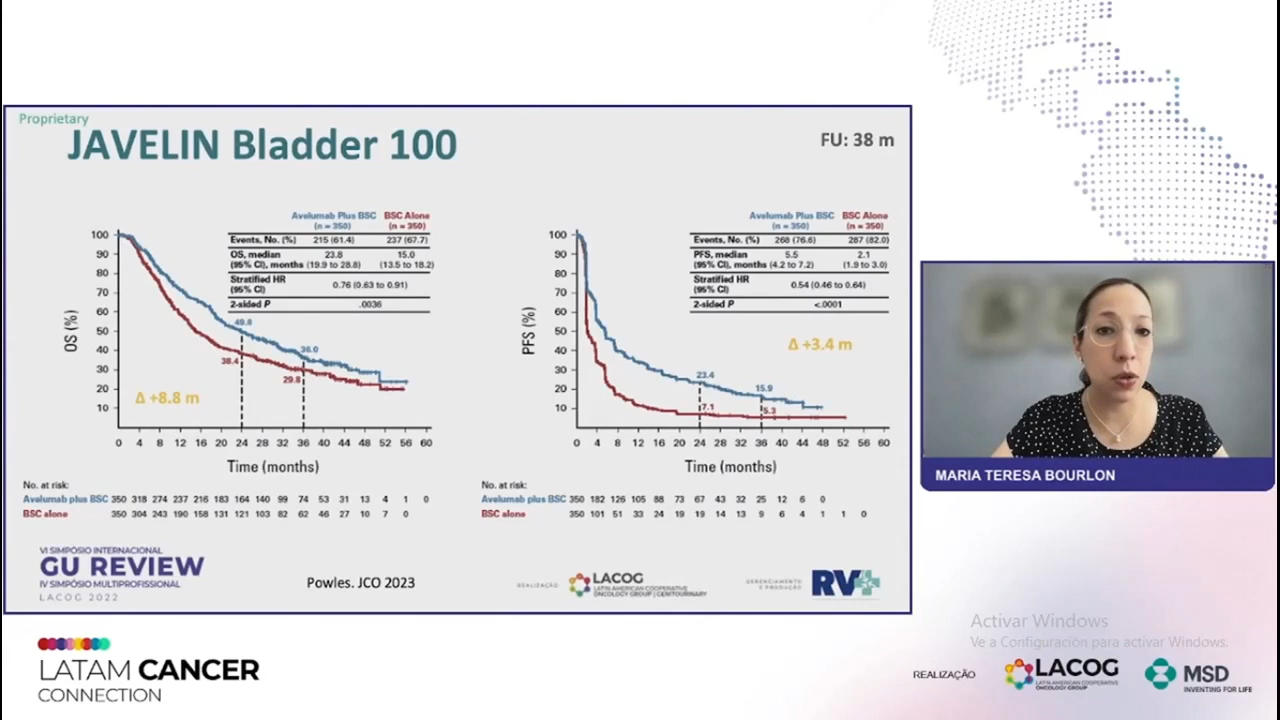 Proprietary
JAVELIN Bladder 100
FU: 38 m
Avelumab Plus BSC BSC Alone
(n = 350) (n = 350)
Events, No. (%) 215 (61.4) 237 (67.7)
OS, median 23.8 15.0
(95% CI), months (19.9 to 28.8) (13.5 to 18.2)
Stratified HR
(95% CI) 0.76 (0.63 to 0.91)
2-sided P .0036
OS (%)
100
90
80
70
60
50
40
30
20
10
49.8
38.4
36.0
29.8
Δ +8.8 m
0 4 8 12 16 20 24 28 32 36 40 44 48 52 56 60
Time (months)
No. at risk:
Avelumab plus BSC 350 318 274 237 216 183 164 140 99 74 53 31 13 4 1 0
BSC alone 350 304 243 190 158 131 121 103 82 62 46 27 10 7 0
Avelumab Plus BSC BSC Alone
(n = 350) (n = 350)
Events, No. (%) 268 (76.6) 287 (82.0)
PFS, median 5.5 2.1
(95% CI), months (4.2 to 7.2) (1.9 to 3.0)
Stratified HR
(95% CI) 0.54 (0.46 to 0.64)
2-sided P <.0001
PFS (%)
100
90
80
70
60
50
40
30
20
10
Δ +3.4 m
23.4
7.1
15.9
5.3
0 4 8 12 16 20 24 28 32 36 40 44 48 52 56 60
Time (months)
No. at risk:
Avelumab plus BSC 350 182 126 105 88 73 67 43 32 25 12 6 0
BSC alone 350 101 51 33 24 19 19 14 13 9 6 4 1 1 0
VI SIMPÓSIO INTERNACIONAL
GU REVIEW
IV SIMPÓSIO MULTIPROFISSIONAL
LACOG 2022
Powles. JCO 2023
REALIZAÇÃO
LACOG
LATIN AMERICAN COOPERATIVE
ONCOLOGY GROUP | GENITOURINARY
GERENCIAMENTO
E PRODUÇÃO
RV+
MARIA TERESA BOURLON
Activar Windows
Ve a Configuración para activar Windows.
LATAM CANCER
CONNECTION
REALIZAÇÃO
LACOG
LATIN AMERICAN COOPERATIVE
ONCOLOGY GROUP
MSD
INVENTING FOR LIFE